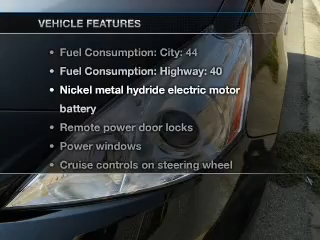 VEHICLE FEATURES
• Fuel Consumption: City: 44
• Fuel Consumption: Highway: 40
• Nickel metal hydride electric motor
battery
• Remote power door locks
• Power windows
• Cruise controls on steering wheel